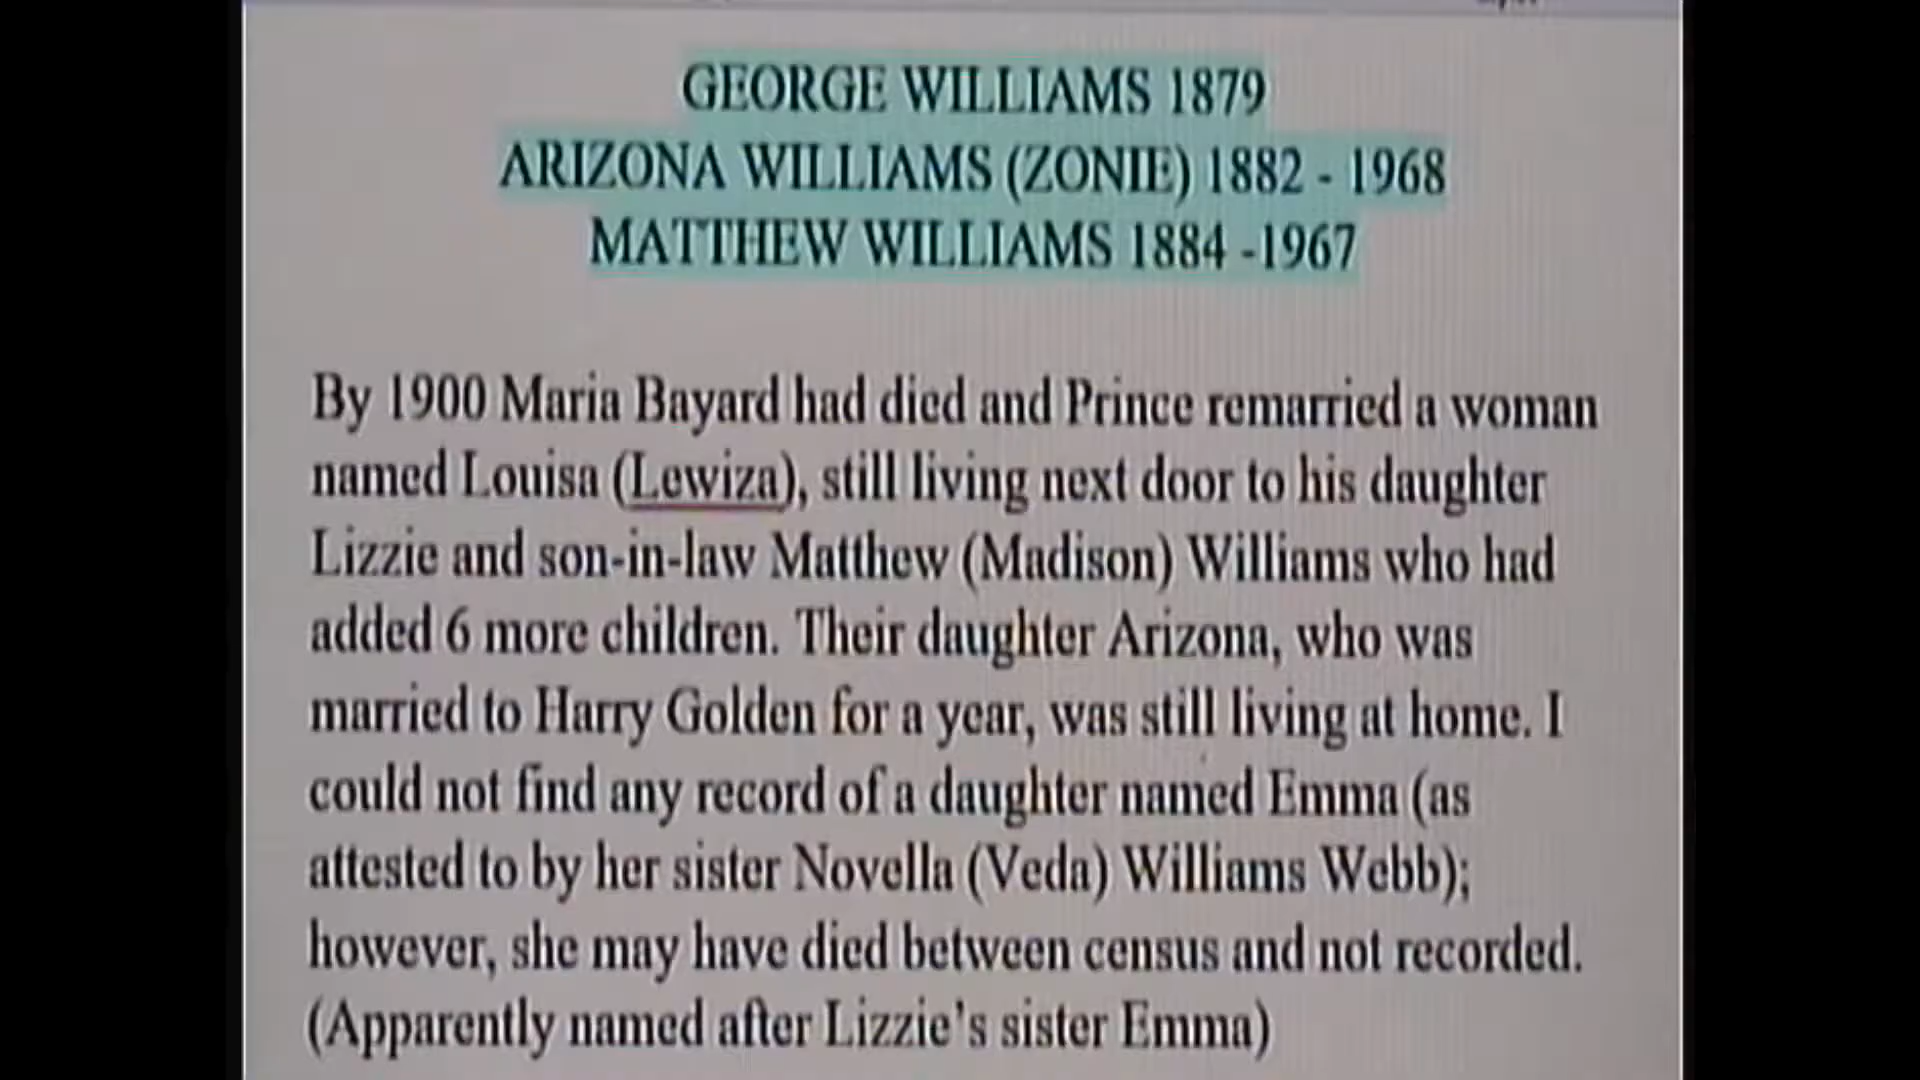 GEORGE WILLIAMS 1879
ARIZONA WILLIAMS (ZONIE) 1882 - 1968
MATTHEW WILLIAMS 1884 -1967
By 1900 Maria Bayard had died and Prince remarried a woman
named Louisa (Lewiza), still living next door to his daughter
Lizzie and son-in-law Matthew (Madison) Williams who had
added 6 more children. Their daughter Arizona, who was
married to Harry Golden for a year, was still living at home. I
could not find any record of a daughter named Emma (as
attested to by her sister Novella (Veda) Williams Webb);
however, she may have died between census and not recorded.
(Apparently named after Lizzie's sister Emma)